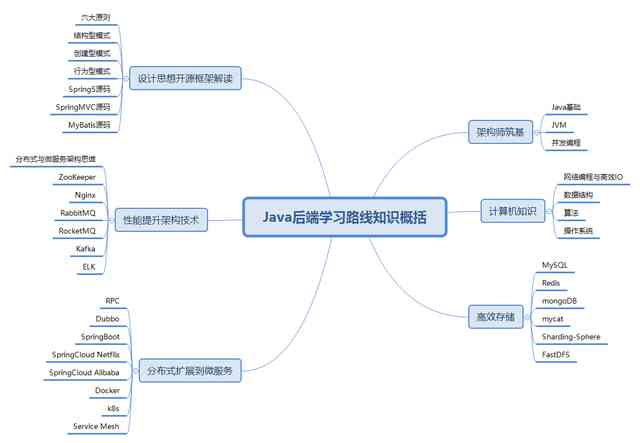 Java后端学习路线知识概括
设计思想开源框架解读
六大原则
结构型模式
创建型模式
行为型模式
Spring5源码
SpringMVC源码
MyBatis源码
性能提升架构技术
分布式与微服务架构思维
ZooKeeper
Nginx
RabbitMQ
RocketMQ
Kafka
ELK
分布式扩展到微服务
RPC
Dubbo
SpringBoot
SpringCloud Netflix
SpringCloud Alibaba
Docker
k8s
Service Mesh
架构师筑基
Java基础
JVM
并发编程
计算机知识
网络编程与高效IO
数据结构
算法
操作系统
高效存储
MySQL
Redis
mongoDB
mycat
Sharding-Sphere
FastDFS